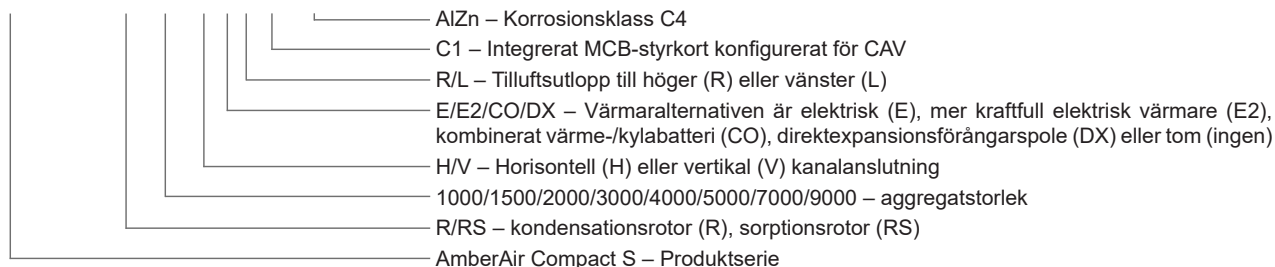 AlZn – Korrosionsklass C4
C1 – Integrerat MCB-styrkort konfigurerat för CAV
R/L – Tilluftsutlopp till höger (R) eller vänster (L)
E/E2/CO/DX – Värmaralternativen är elektrisk (E), mer kraftfull elektrisk värmare (E2),
kombinerat värme-/kylabatteri (CO), direktexpansionsförångarspole (DX) eller tom (ingen)
H/V – Horisontell (H) eller vertikal (V) kanalanslutning
1000/1500/2000/3000/4000/5000/7000/9000 – aggregatstorlek
R/RS – kondensationsrotor (R), sorptionsrotor (RS)
AmberAir Compact S – Produktserie